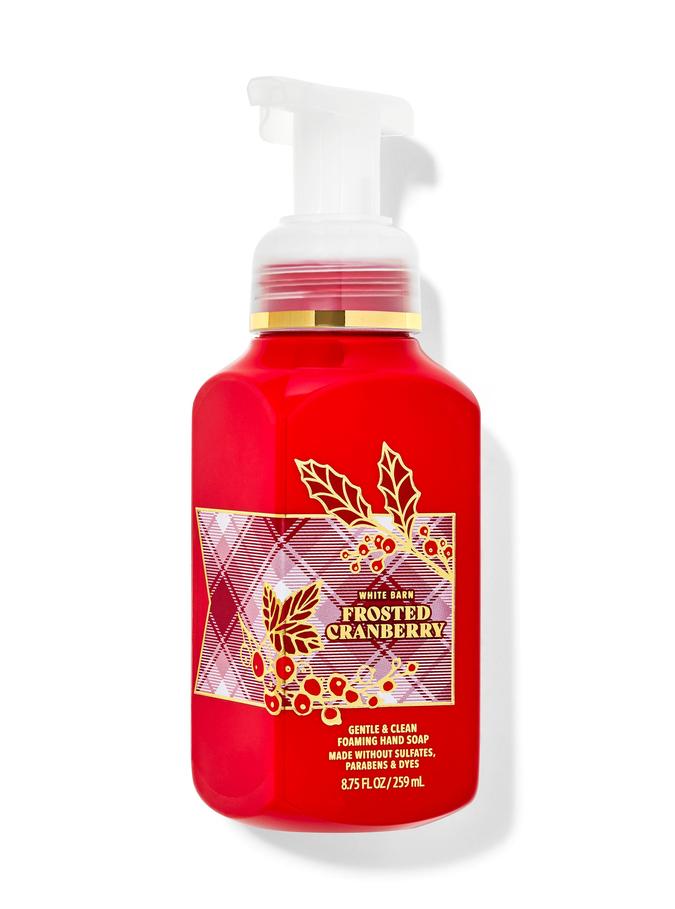 WHITE BARN
FROSTED
CRANBERRY
GENTLE & CLEAN
FOAMING HAND SOAP
MADE WITHOUT SULFATES,
PARABENS & DYES
8.75 FL OZ / 259 mL